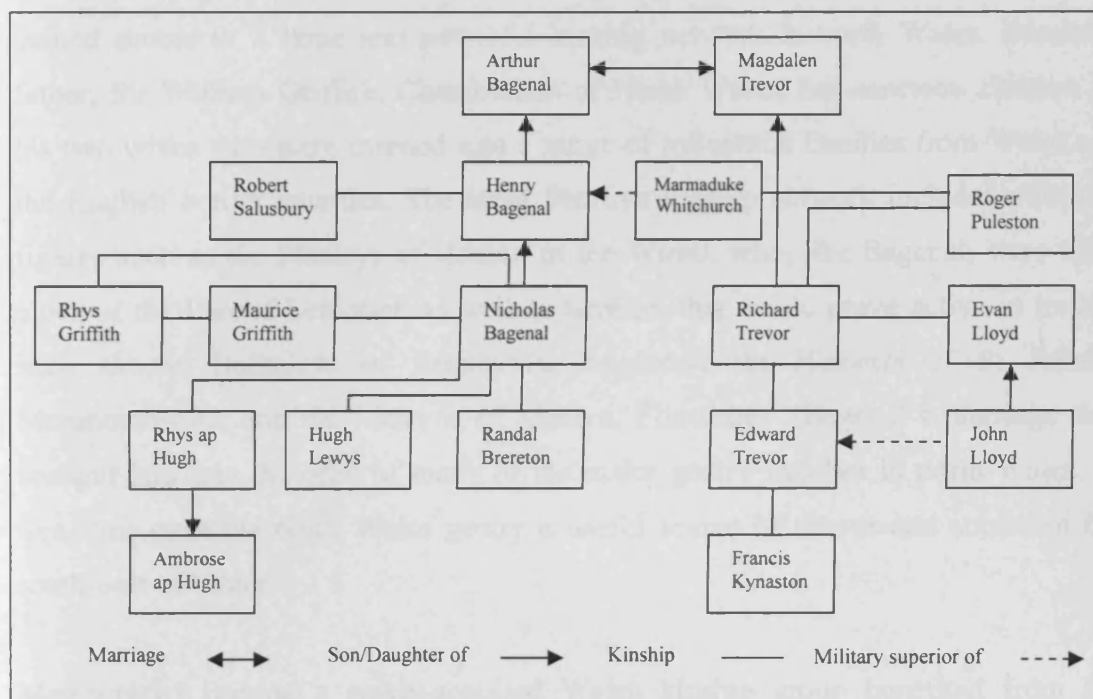 Arthur
Bagenal
Magdalen
Trevor
Robert
Salusbury
Henry
Bagenal
Marmaduke
Whitchurch
Roger
Puleston
Rhys
Griffith
Maurice
Griffith
Nicholas
Bagenal
Richard
Trevor
Evan
Lloyd
Rhys ap
Hugh
Hugh
Lewys
Randal
Brereton
Edward
Trevor
John
Lloyd
Ambrose
ap Hugh
Francis
Kynaston
Marriage Son/Daughter of Kinship Military superior of